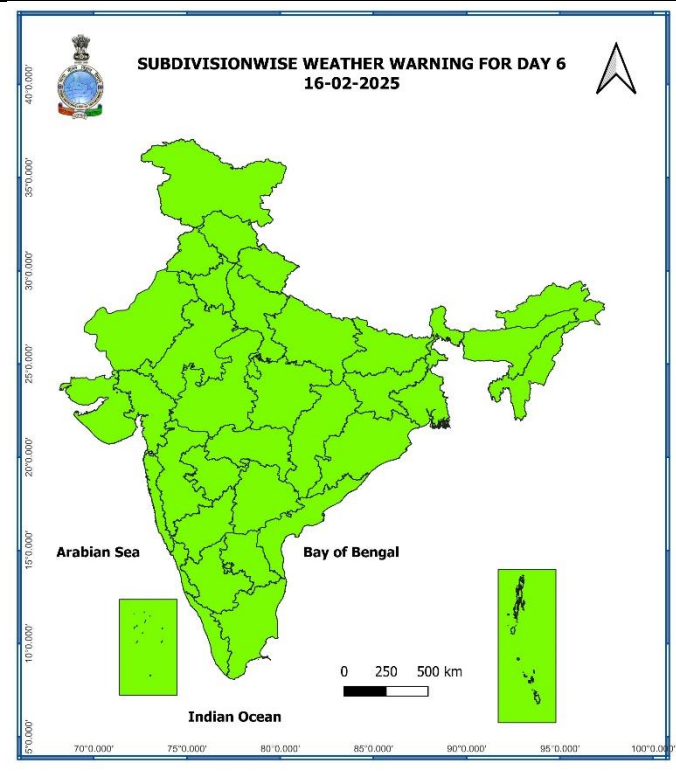 SUBDIVISIONWISE WEATHER WARNING FOR DAY 6
16-02-2025
40°0.000'
35°0.000'
30°0.000'
25°0.000'
20°0.000'
15°0.000'
10°0.000'
5°0.000'
Arabian Sea
Bay of Bengal
0 250 500 km
Indian Ocean
70°0.000' 75°0.000' 80°0.000' 85°0.000' 90°0.000' 95°0.000' 100°0.000'